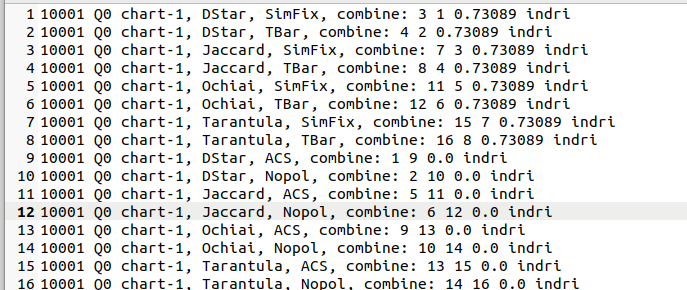 1 10001 Q0 chart-1, DStar, SimFix, combine: 3 1 0.73089 indri
2 10001 Q0 chart-1, DStar, TBar, combine: 4 2 0.73089 indri
3 10001 Q0 chart-1, Jaccard, SimFix, combine: 7 3 0.73089 indri
4 10001 Q0 chart-1, Jaccard, TBar, combine: 8 4 0.73089 indri
5 10001 Q0 chart-1, Ochiai, SimFix, combine: 11 5 0.73089 indri
6 10001 Q0 chart-1, Ochiai, TBar, combine: 12 6 0.73089 indri
7 10001 Q0 chart-1, Tarantula, SimFix, combine: 15 7 0.73089 indri
8 10001 Q0 chart-1, Tarantula, TBar, combine: 16 8 0.73089 indri
9 10001 Q0 chart-1, DStar, ACS, combine: 1 9 0.0 indri
10 10001 Q0 chart-1, DStar, Nopol, combine: 2 10 0.0 indri
11 10001 Q0 chart-1, Jaccard, ACS, combine: 5 11 0.0 indri
12 10001 Q0 chart-1, Jaccard, Nopol, combine: 6 12 0.0 indri
13 10001 Q0 chart-1, Ochiai, ACS, combine: 9 13 0.0 indri
14 10001 Q0 chart-1, Ochiai, Nopol, combine: 10 14 0.0 indri
15 10001 Q0 chart-1, Tarantula, ACS, combine: 13 15 0.0 indri
16 10001 Q0 chart-1, Tarantula, Nopol, combine: 14 16 0.0 indri